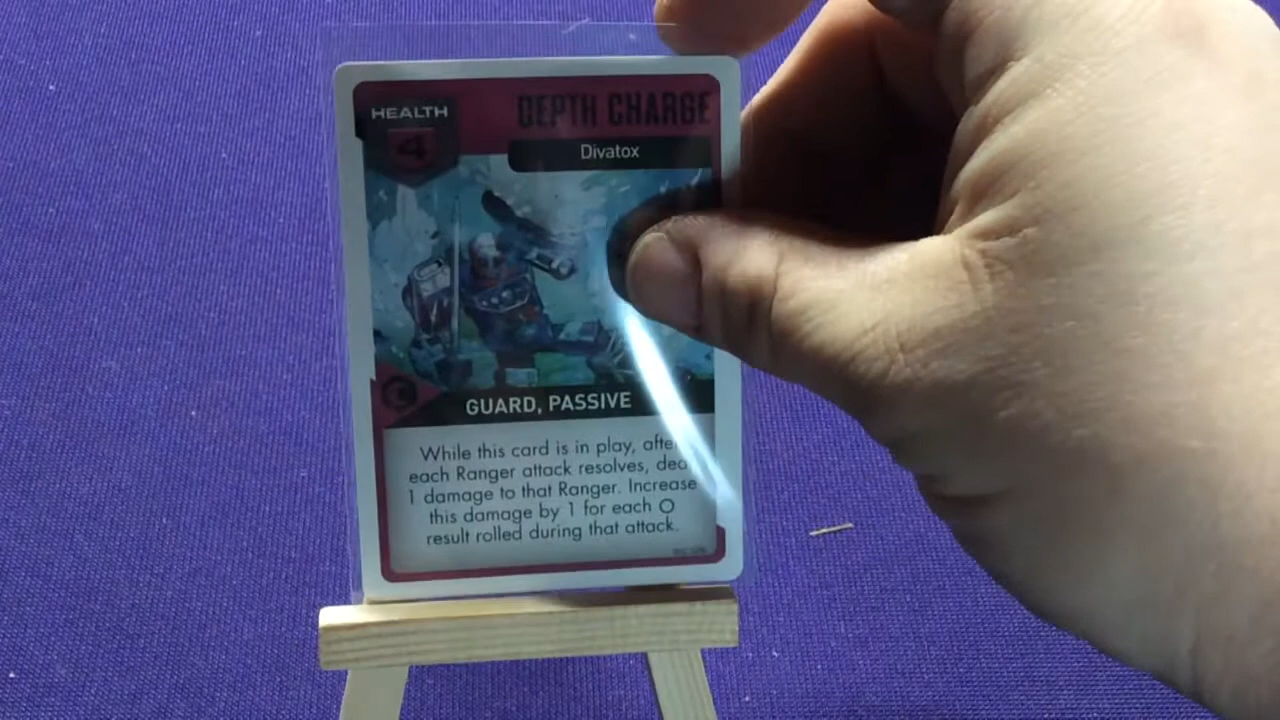 HEALTH
4
DEPTH CHARGE
Divatox
GUARD, PASSIVE
While this card is in play, after
each Ranger attack resolves, deal
1 damage to that Ranger. Increase
this damage by 1 for each
result rolled during that attack.